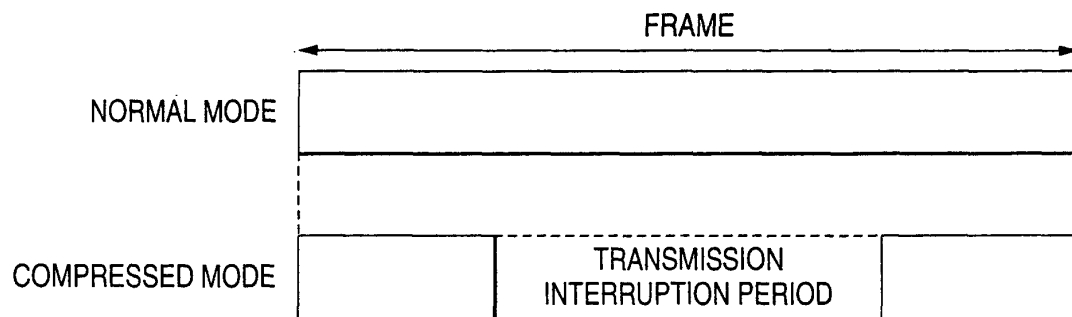 FRAME
NORMAL MODE
COMPRESSED MODE
TRANSMISSION
INTERRUPTION PERIOD